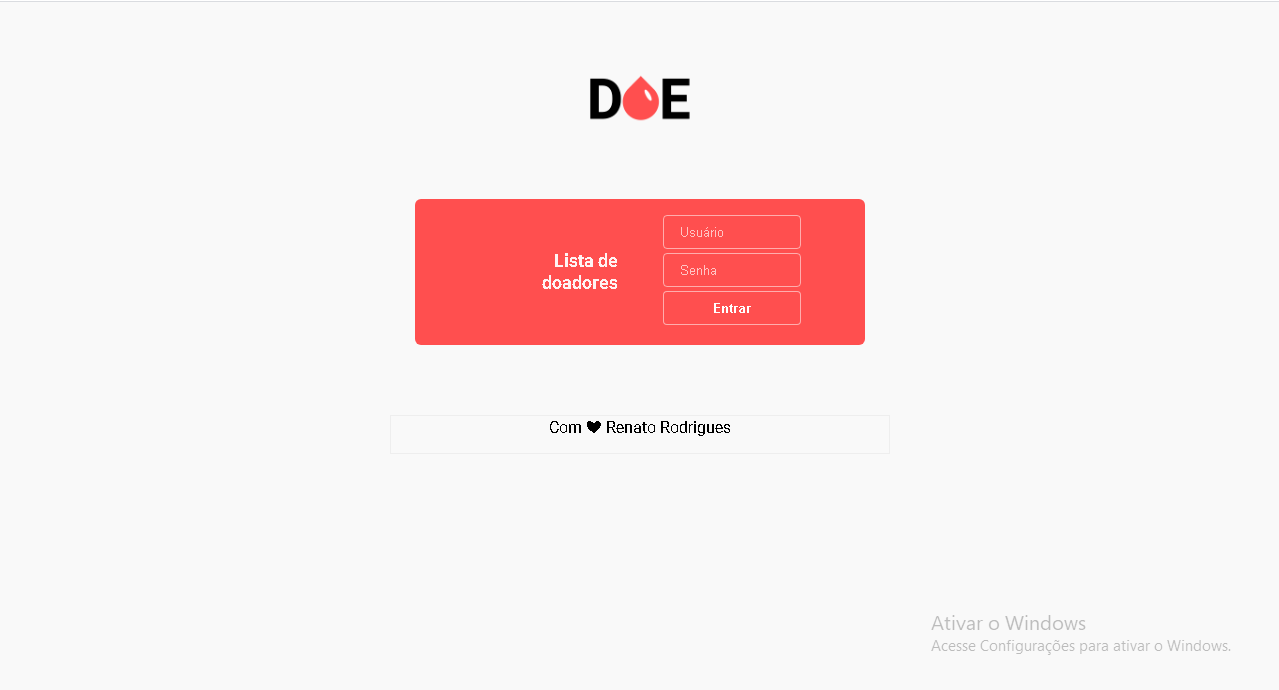 DOE
Lista de
doadores
Usuário
Senha
Entrar
Com ♥ Renato Rodrigues
Ativar o Windows
Acesse Configurações para ativar o Windows.